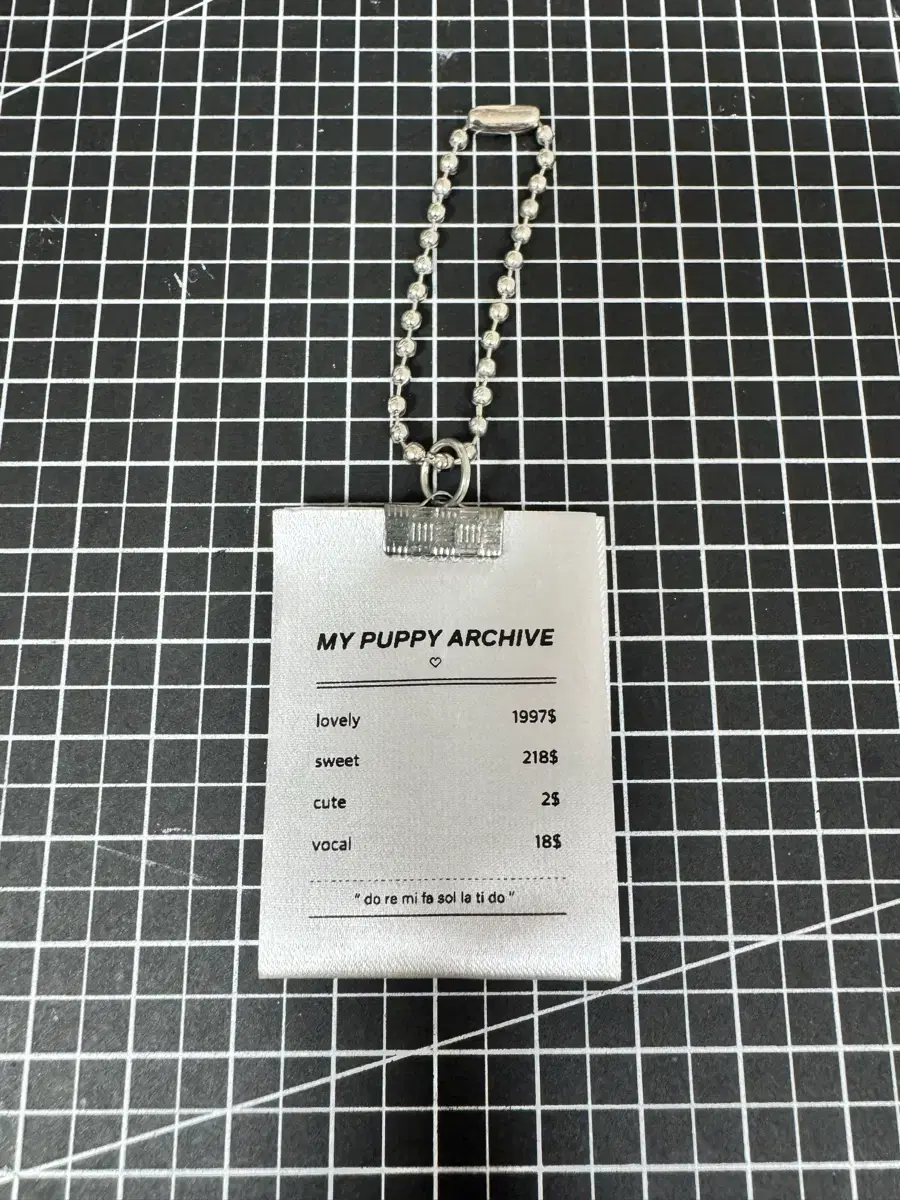 MY PUPPY ARCHIVE
♡
lovely 1997$
sweet 218$
cute 2$
vocal 18$
" do re mi fa sol la ti do "